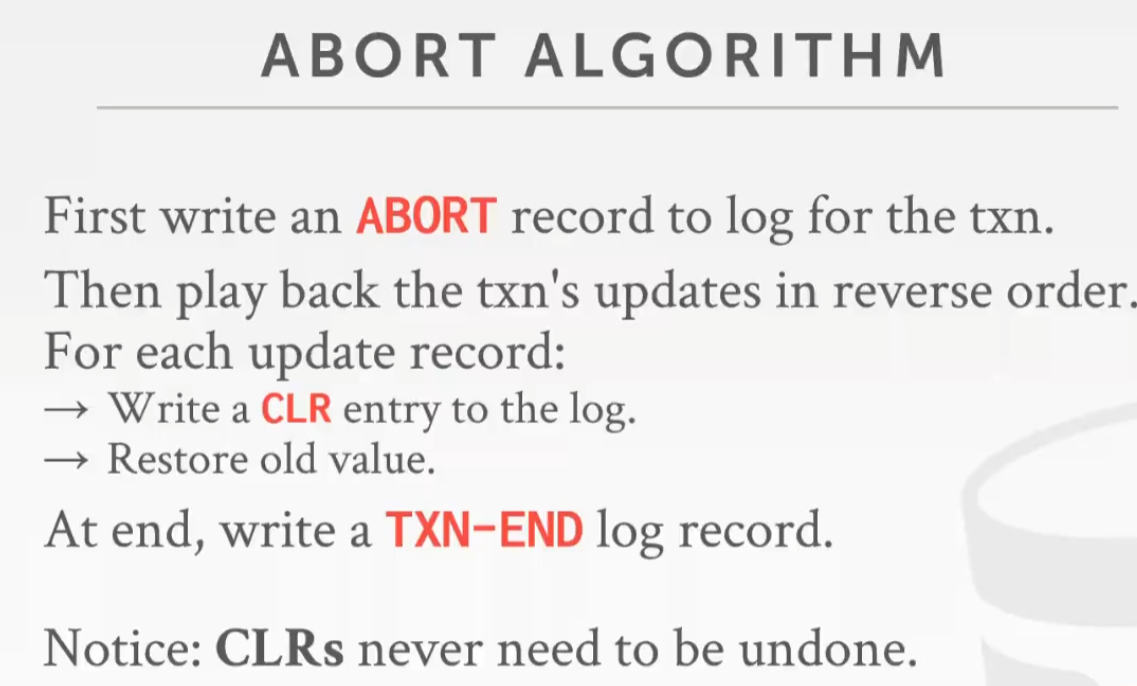 ABORT ALGORITHM
First write an ABORT record to log for the txn.
Then play back the txn's updates in reverse order.
For each update record:
→ Write a CLR entry to the log.
→ Restore old value.
At end, write a TXN-END log record.
Notice: CLRs never need to be undone.